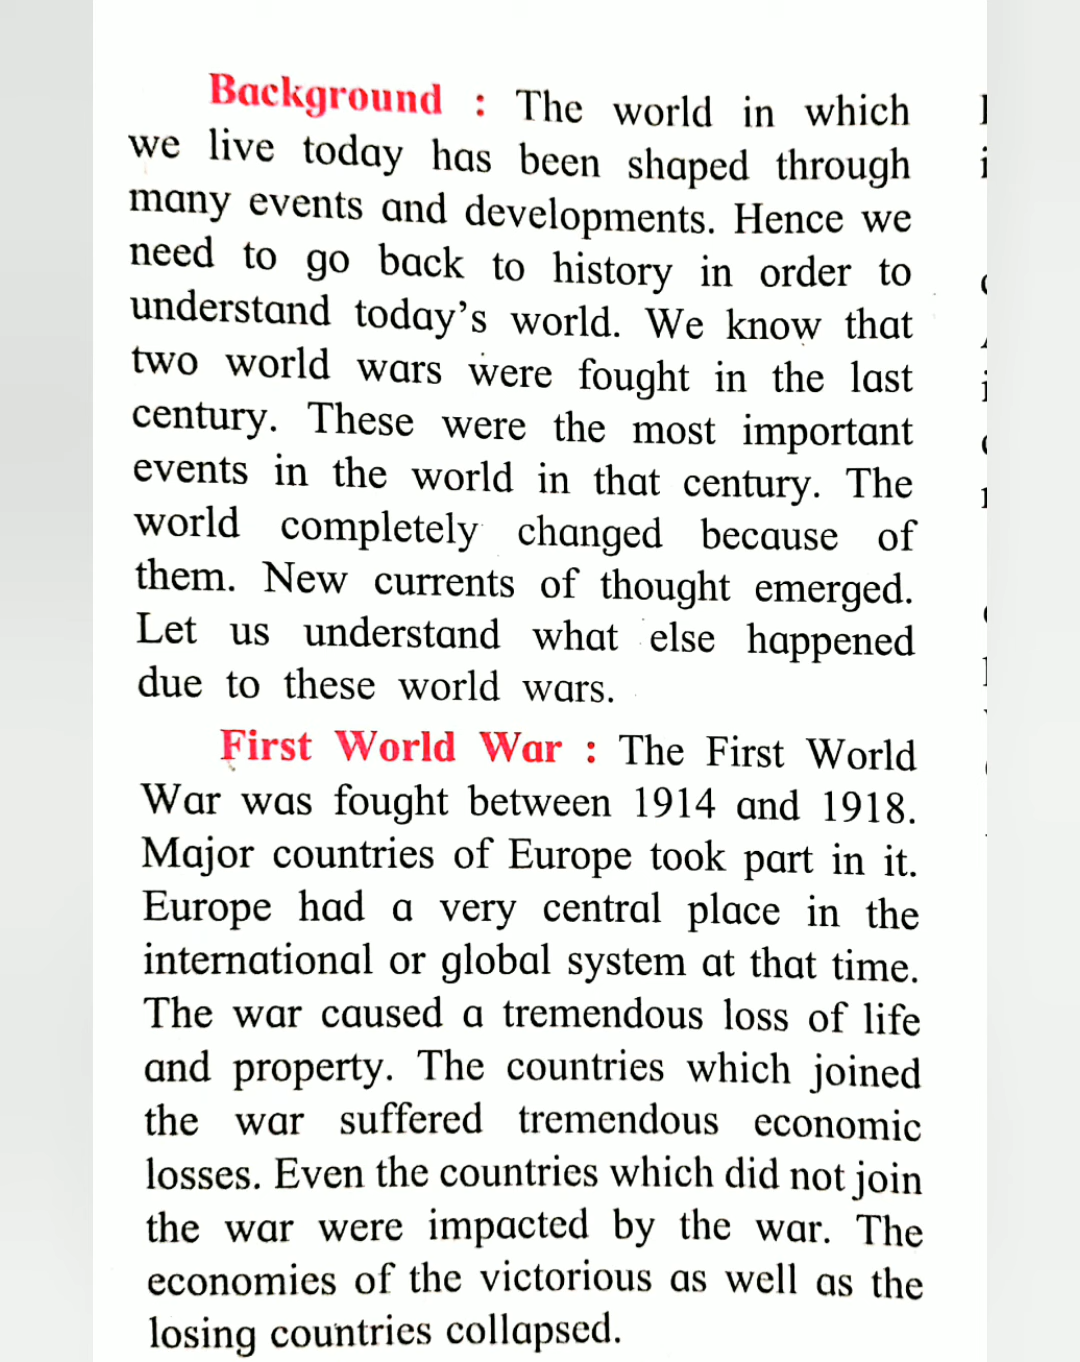 Background : The world in which
we live today has been shaped through
many events and developments. Hence we
need to go back to history in order to
understand today's world. We know that
two world wars were fought in the last
century. These were the most important
events in the world in that century. The
world completely changed because of
them. New currents of thought emerged.
Let us understand what else happened
due to these world wars.
First World War : The First World
War was fought between 1914 and 1918.
Major countries of Europe took part in it.
Europe had a very central place in the
international or global system at that time.
The war caused a tremendous loss of life
and property. The countries which joined
the war suffered tremendous economic
losses. Even the countries which did not join
the war were impacted by the war. The
economies of the victorious as well as the
losing countries collapsed.